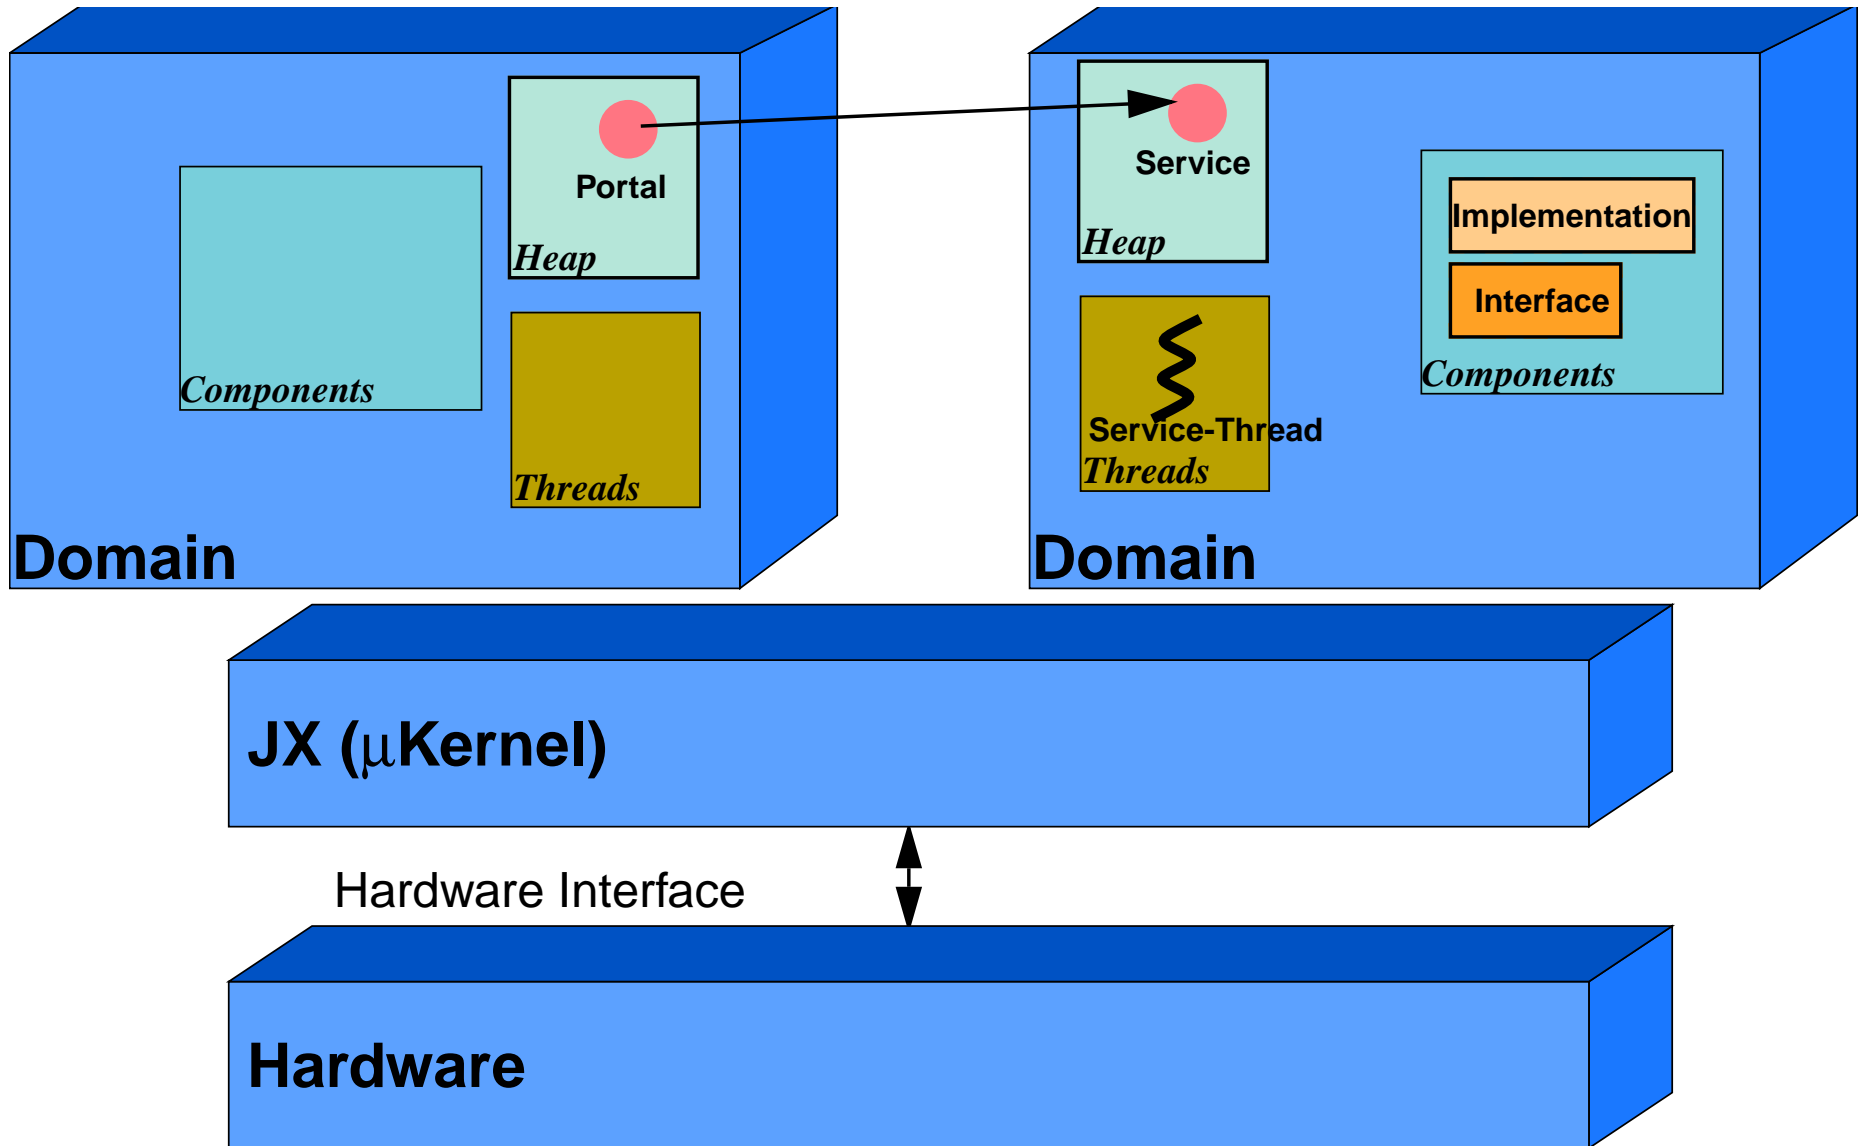 Portal
Heap
Components
Threads
Domain
Service
Heap
Implementation
Interface
Components
Service-Thread
Threads
Domain
JX (μKernel)
Hardware Interface
Hardware